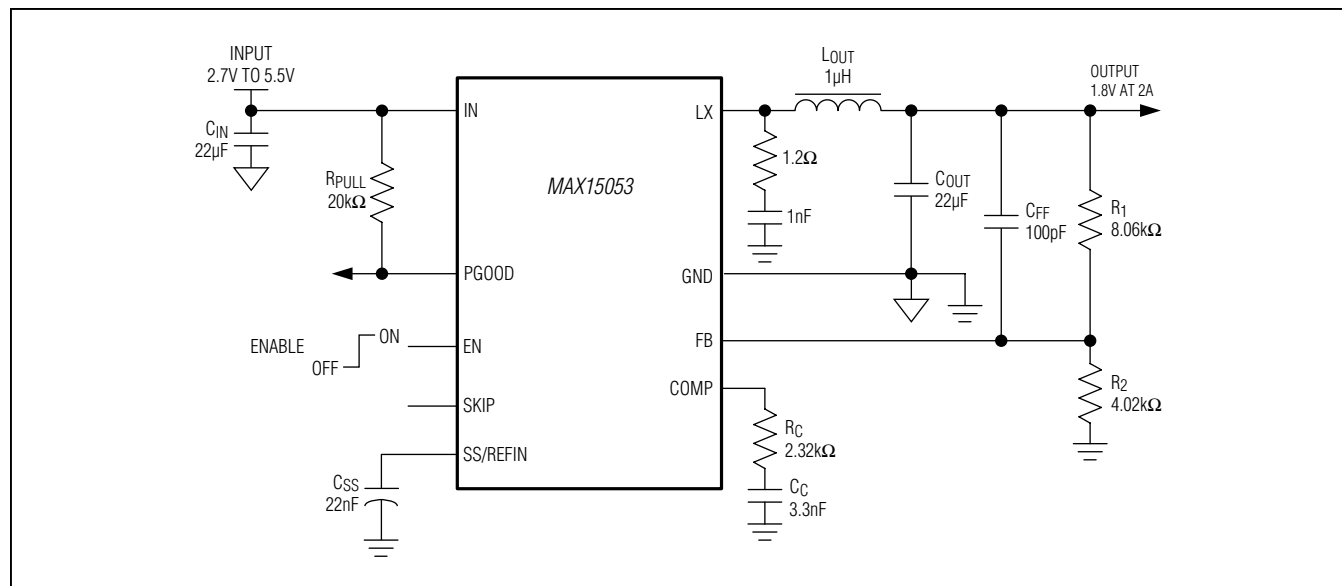 INPUT
2.7V TO 5.5V
CIN
22µF
RPULL
20kΩ
IN
PGOOD
ENABLE
OFF
ON
EN
SKIP
SS/REFIN
CSS
22nF
MAX15053
LX
GND
FB
COMP
LOUT
1µH
1.2Ω
1nF
COUT
22µF
CFF
100pF
OUTPUT
1.8V AT 2A
R1
8.06kΩ
R2
4.02kΩ
RC
2.32kΩ
CC
3.3nF